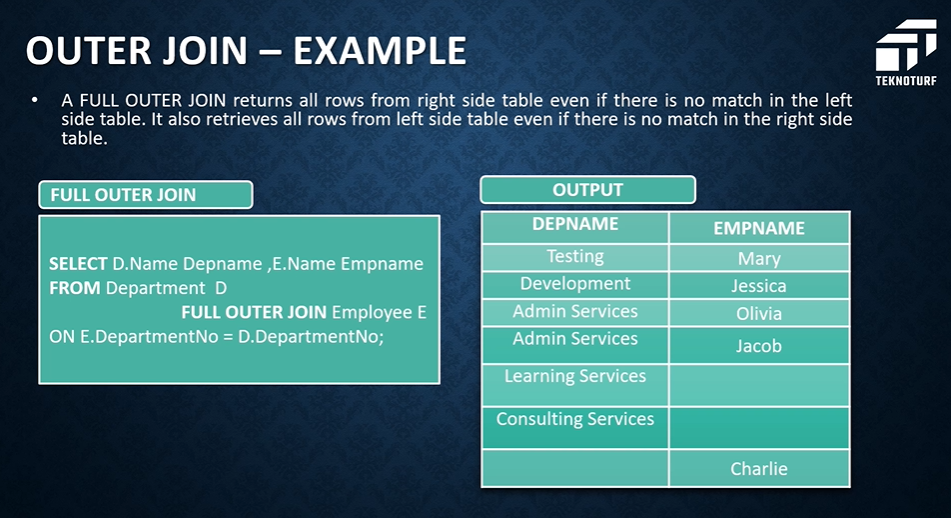 OUTER JOIN – EXAMPLE
TEKNOTURF
• A FULL OUTER JOIN returns all rows from right side table even if there is no match in the left
side table. It also retrieves all rows from left side table even if there is no match in the right side
table.
FULL OUTER JOIN
SELECT D.Name Depname ,E.Name Empname
FROM Department D
FULL OUTER JOIN Employee E
ON E.DepartmentNo = D.DepartmentNo;
OUTPUT
DEPNAME EMPNAME
Testing Mary
Development Jessica
Admin Services Olivia
Admin Services Jacob
Learning Services
Consulting Services
Charlie